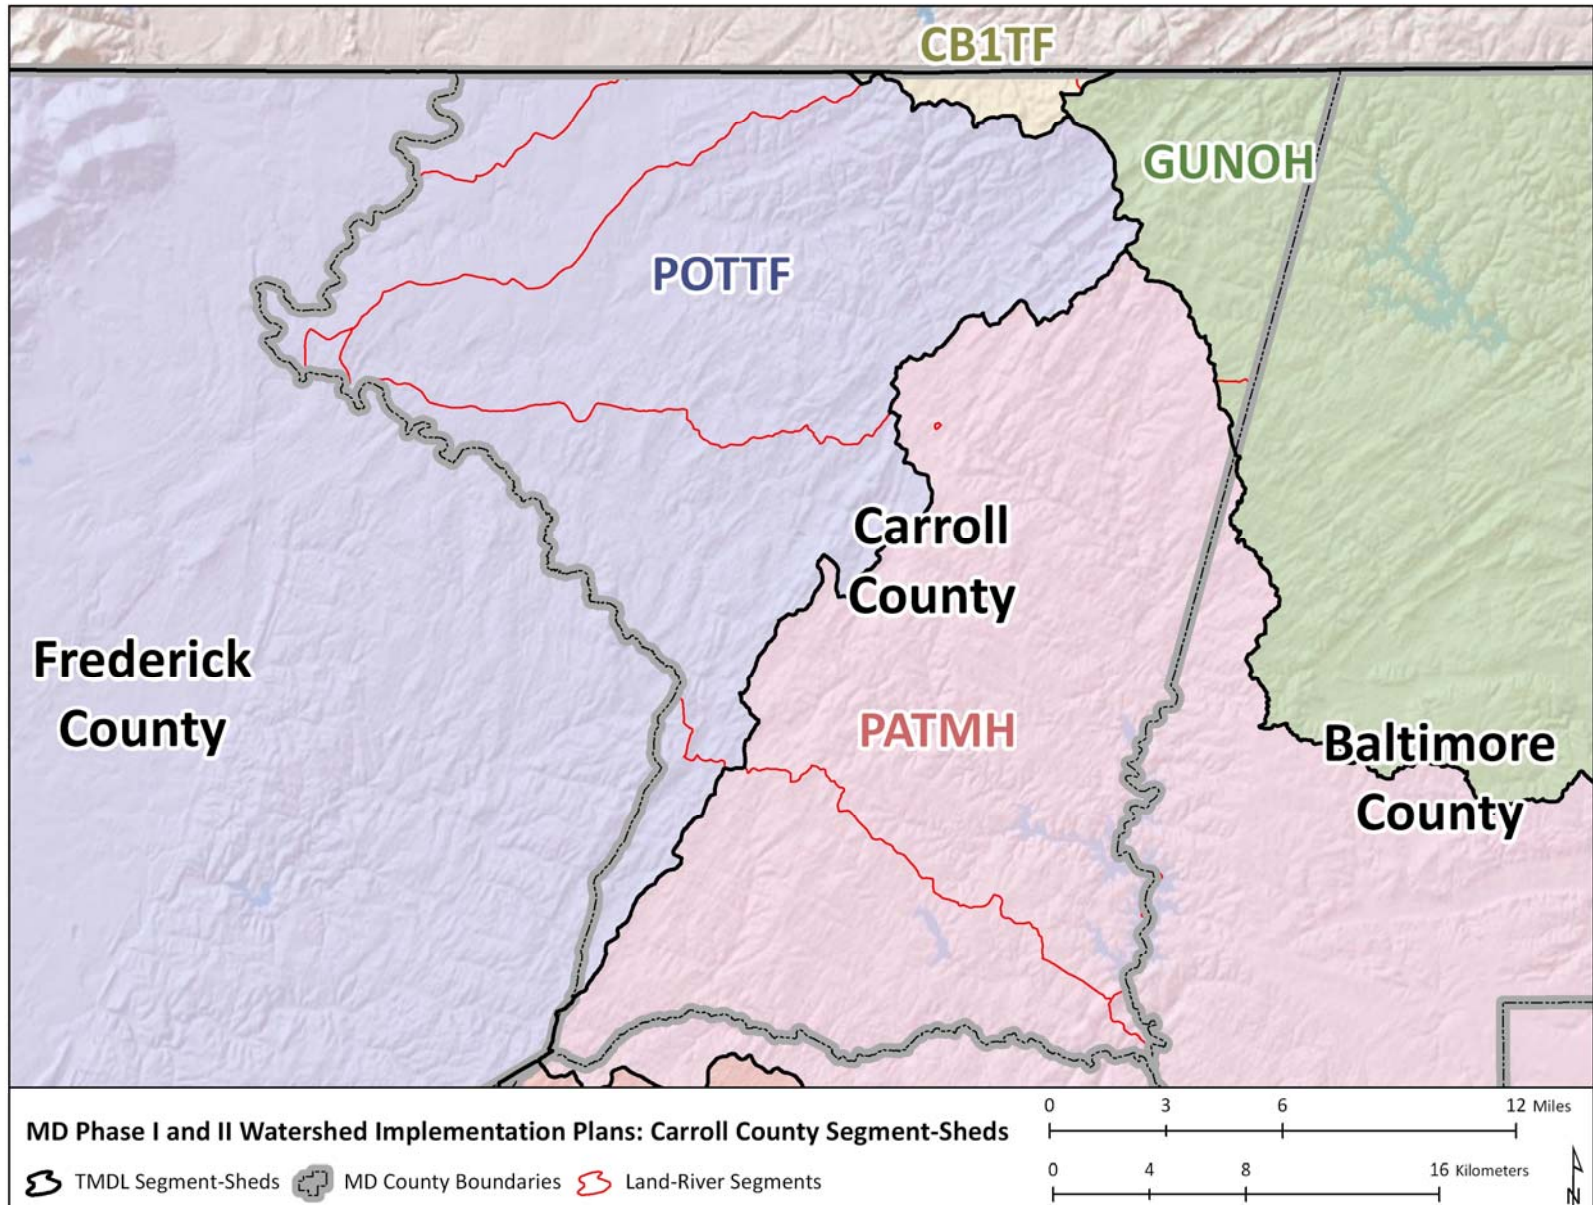 CB1TF
GUNOH
POTTF
Carroll
County
Frederick
County
PATMH
Baltimore
County
MD Phase I and II Watershed Implementation Plans: Carroll County Segment-Sheds
TMDL Segment-Sheds MD County Boundaries Land-River Segments
0 3 6 12 Miles
0 4 8 16 Kilometers
N